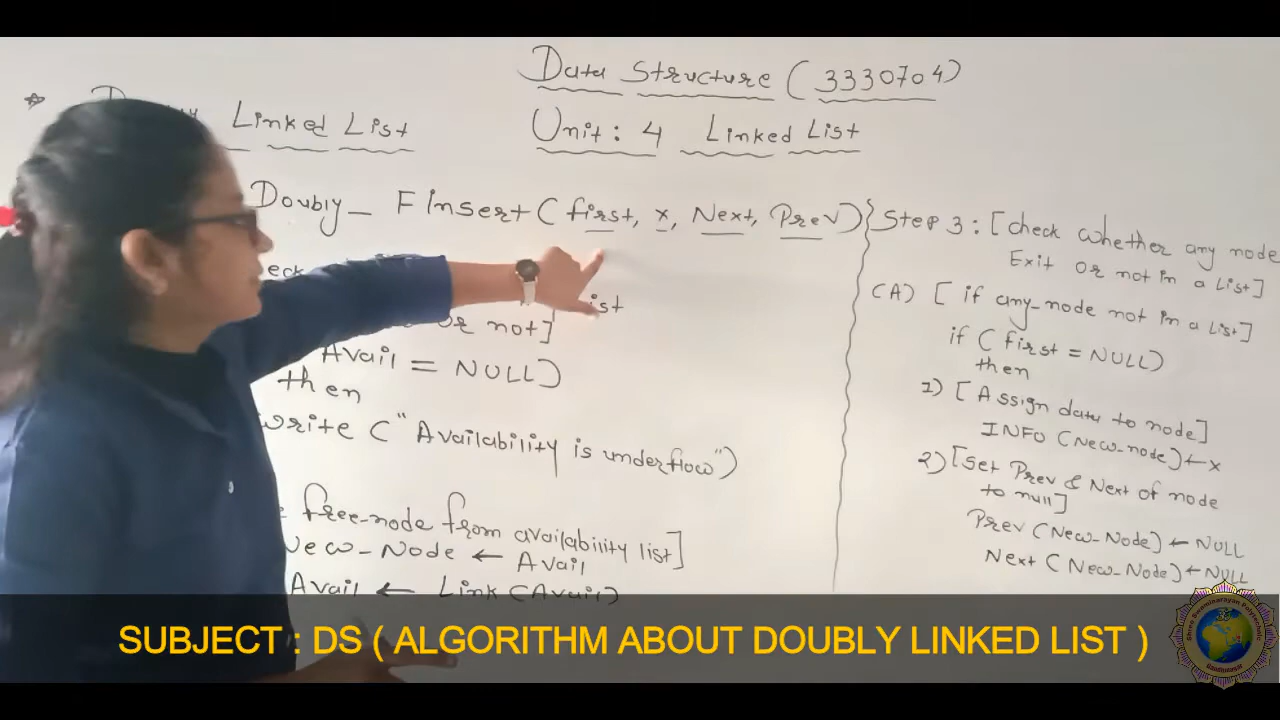 Data Structure (3330704)
Unit: 4 Linked List
Linked List
Doubly_ FInsert (first, x, Next, Prev)
ist
or not]
Avail = NULL)
then
write ("Availability is underflow")
free-node from availability list]
New_Node ← Avail
Avail ← Link (Avail)
Step 3: [check whether any node
Exit or not in a List]
(A) [if any_node not in a List]
if (first = NULL)
then
1) [Assign data to node]
INFO (New_node) ← x
2) [Set Prev & Next of node
to null]
Prev (New_Node) ← NULL
Next (New_Node) ← NULL
SUBJECT : DS ( ALGORITHM ABOUT DOUBLY LINKED LIST )